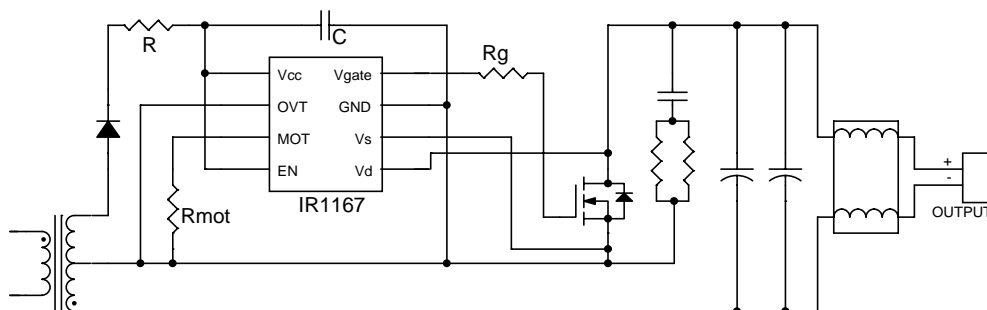 R
C
Rg
Vcc
Vgate
OVT
GND
MOT
Vs
EN
Vd
IR1167
Rmot
+
-
OUTPUT